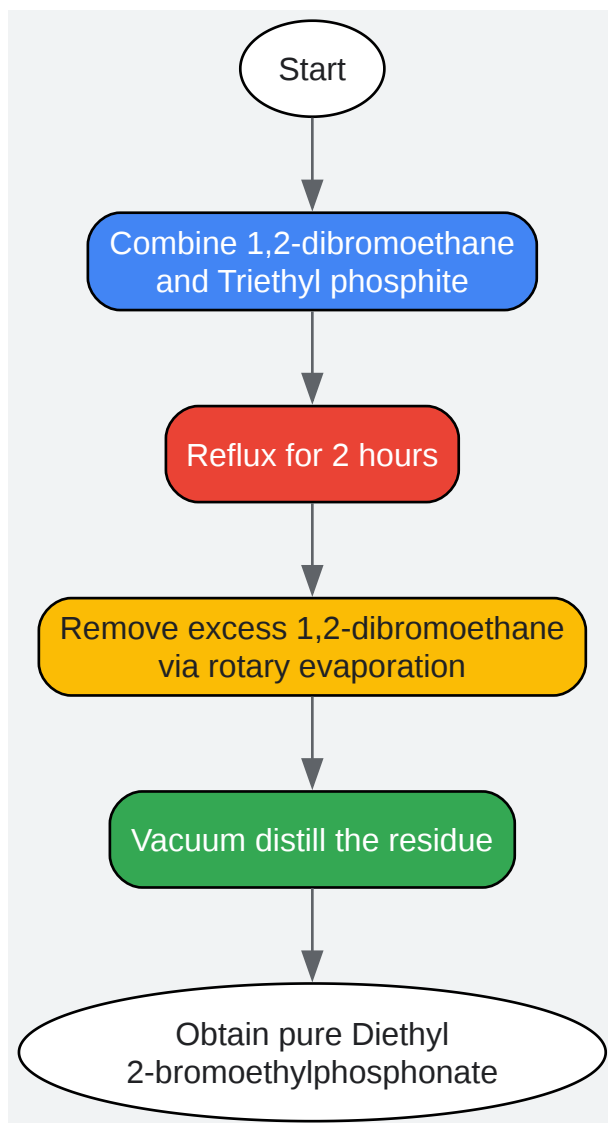 Start
Combine 1,2-dibromoethane
and Triethyl phosphite
Reflux for 2 hours
Remove excess 1,2-dibromoethane
via rotary evaporation
Vacuum distill the residue
Obtain pure Diethyl
2-bromoethylphosphonate